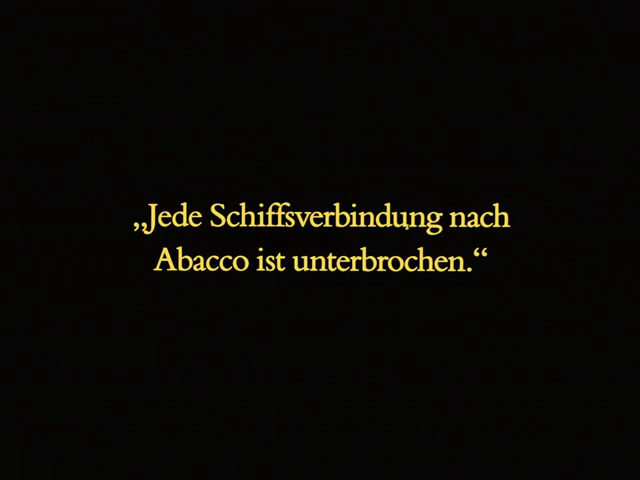 „Jede Schiffsverbindung nach
Abacco ist unterbrochen.“